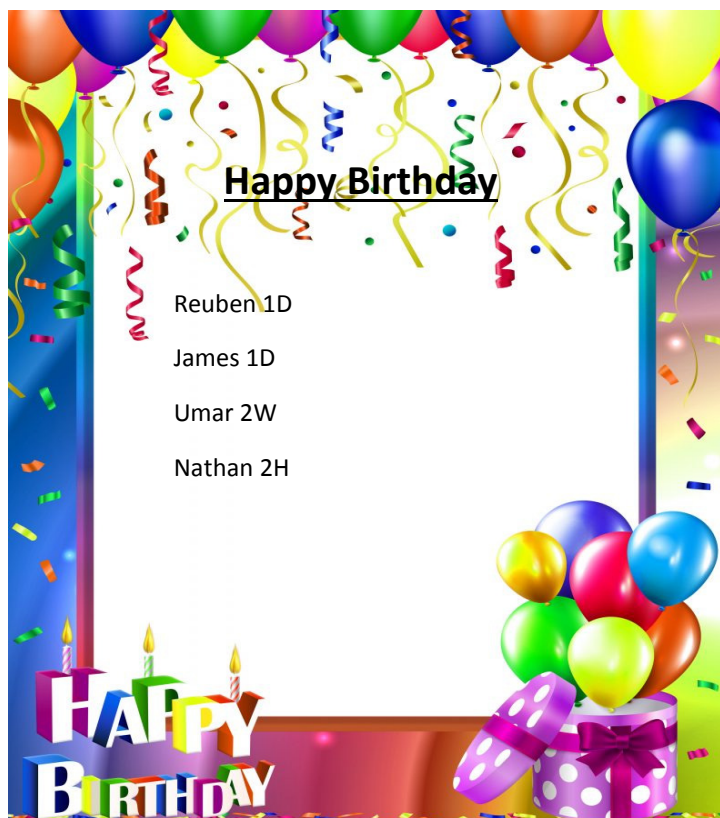 Happy Birthday
Reuben 1D
James 1D
Umar 2W
Nathan 2H
HAPPY
BIRTHDAY